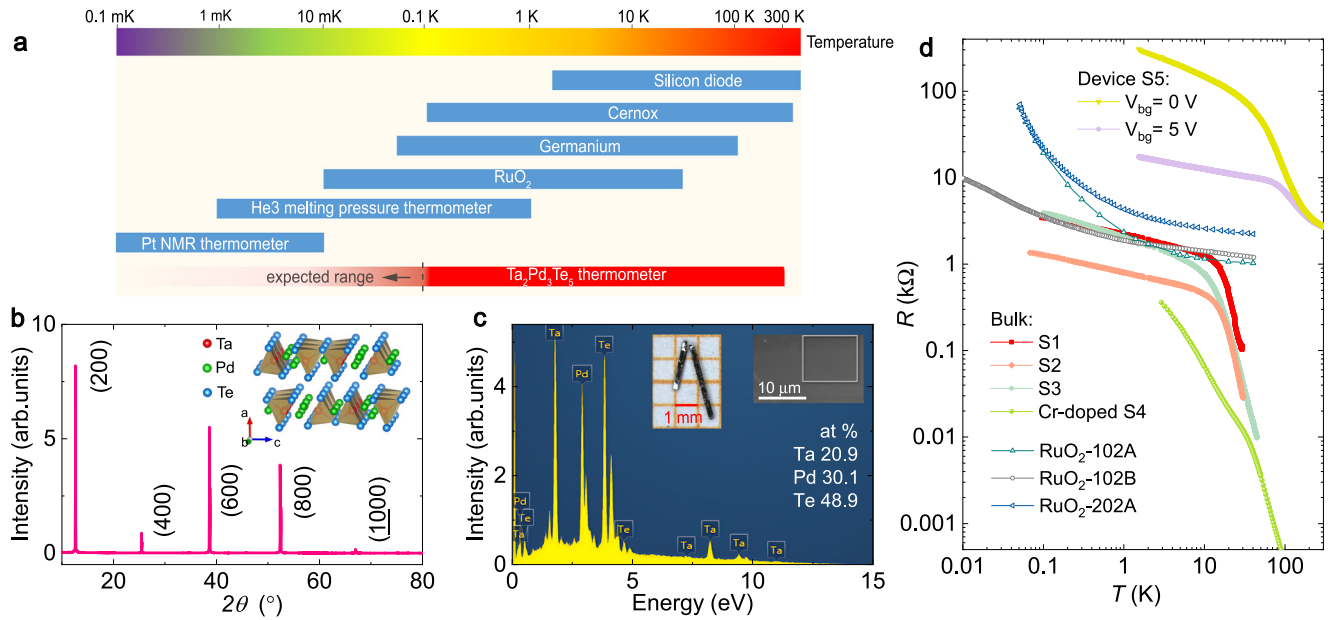 a
0.1 mK 1 mK 10 mK 0.1 K 1 K 10 K 100 K 300 K
Temperature
Silicon diode
Cernox
Germanium
RuO₂
He3 melting pressure thermometer
Pt NMR thermometer
expected range
Ta₂Pd₃Te₅ thermometer
b
10
5
0
Intensity (arb.units)
(200)
(400)
(600)
(800)
(1000)
Ta
Pd
Te
a
b
c
20 40 60 80
2θ (°)
c
4
2
0
Intensity (arb.units)
Ta
Pd
Te
Pd
Te
Ta
Te
Ta
Ta
Ta
Ta
1 mm
10 μm
at %
Ta 20.9
Pd 30.1
Te 48.9
0 5 10 15
Energy (eV)
d
100
10
1
0.1
0.01
0.001
R (kΩ)
Device S5:
V_bg= 0 V
V_bg= 5 V
Bulk:
S1
S2
S3
Cr-doped S4
RuO₂-102A
RuO₂-102B
RuO₂-202A
0.01 0.1 1 10 100
T (K)